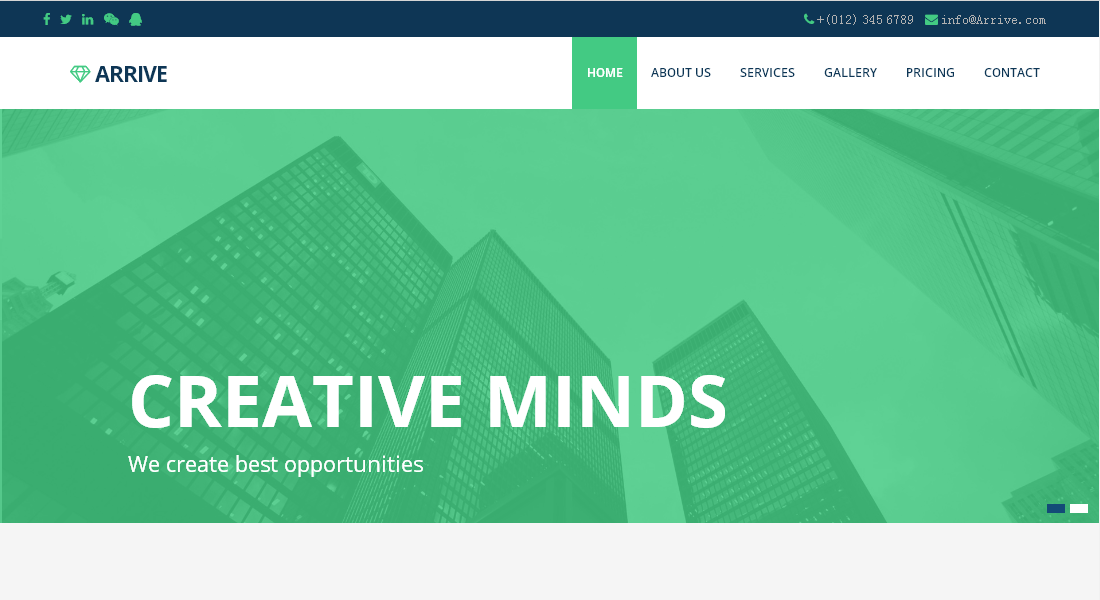 +(012) 345 6789 info@Arrive.com
ARRIVE
HOME ABOUT US SERVICES GALLERY PRICING CONTACT
CREATIVE MINDS
We create best opportunities